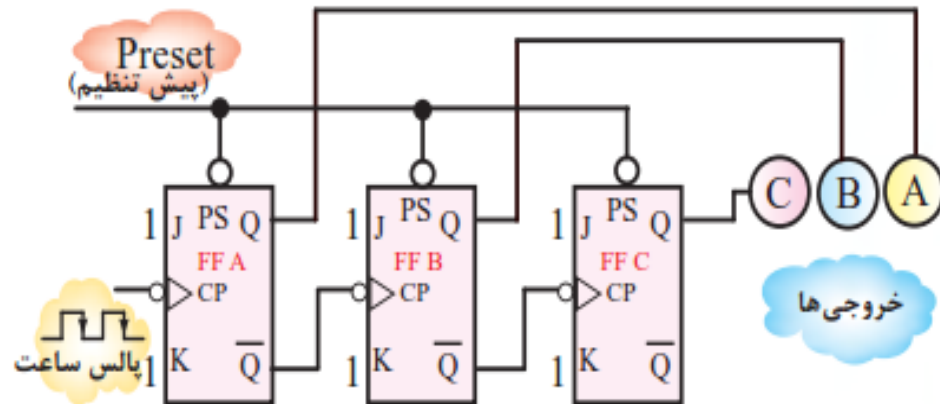 Preset
(پیش تنظیم)
C B A
1 J PS Q 1 J PS Q 1 J PS Q
FF A FF B FF C
CP CP CP
خروجی‌ها
پالس ساعت
1 K Q̅ 1 K Q̅ 1 K Q̅